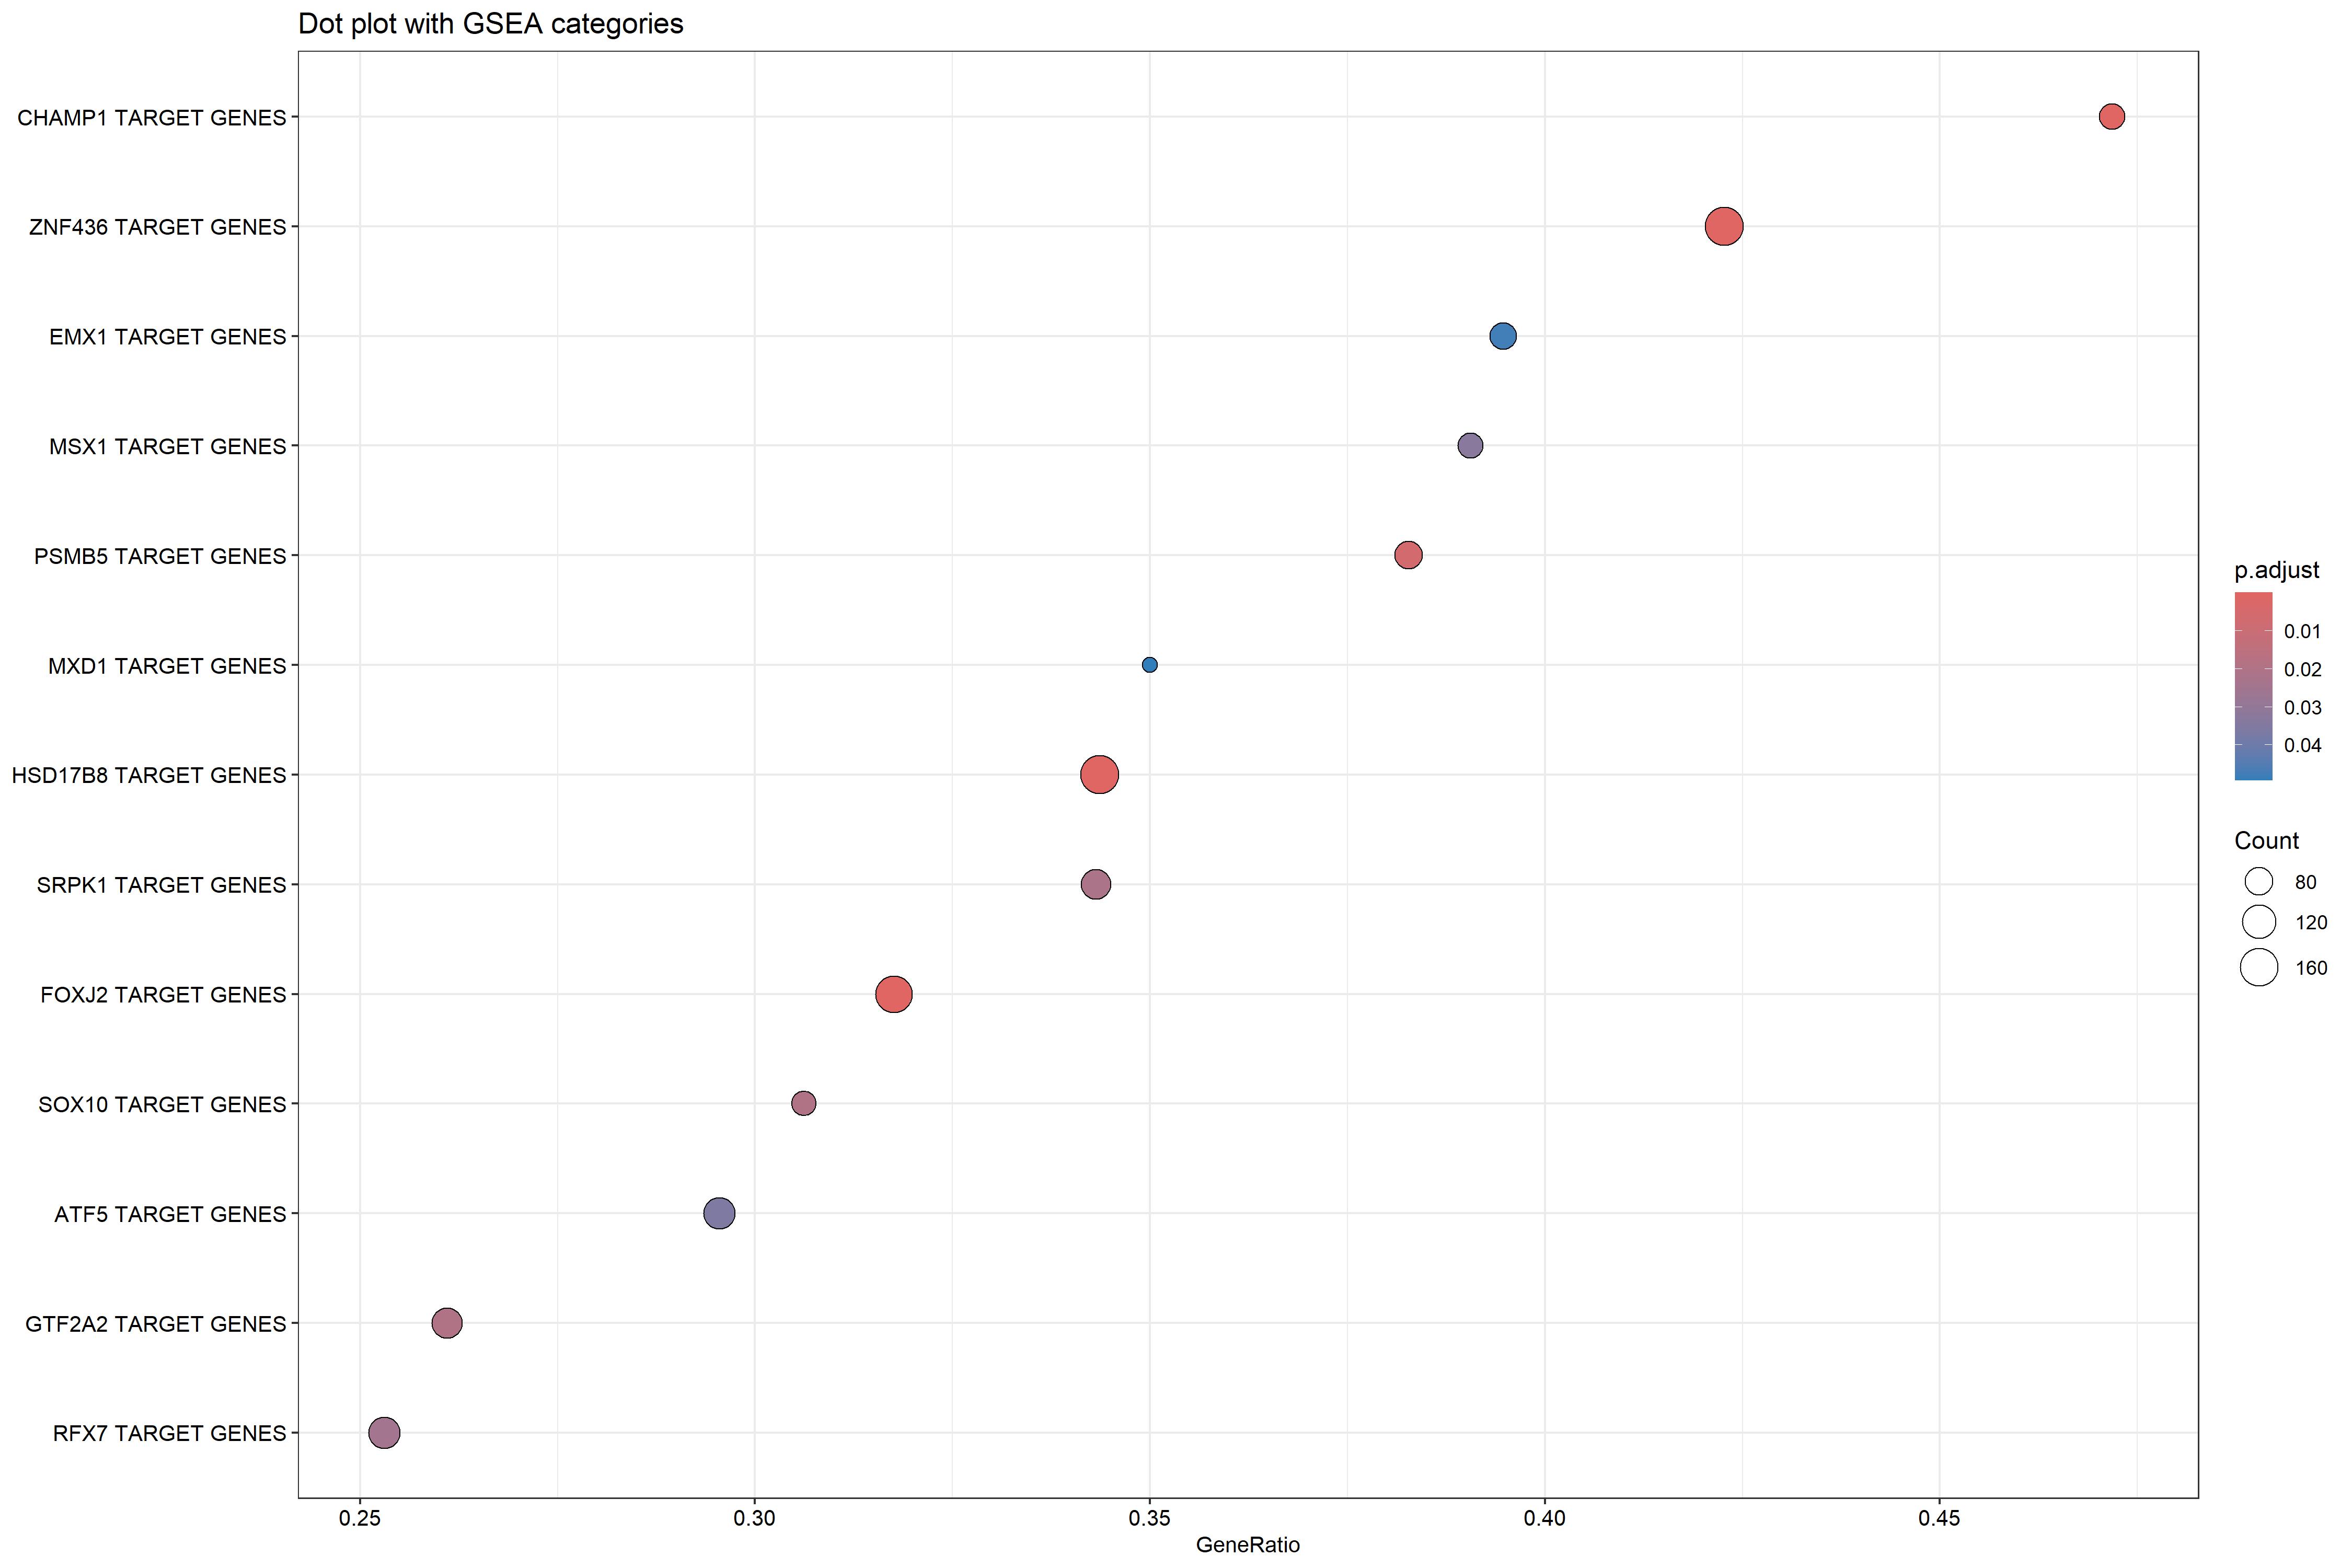 Dot plot with GSEA categories
CHAMP1 TARGET GENES
ZNF436 TARGET GENES
EMX1 TARGET GENES
MSX1 TARGET GENES
PSMB5 TARGET GENES
MXD1 TARGET GENES
HSD17B8 TARGET GENES
SRPK1 TARGET GENES
FOXJ2 TARGET GENES
SOX10 TARGET GENES
ATF5 TARGET GENES
GTF2A2 TARGET GENES
RFX7 TARGET GENES
0.25 0.30 0.35 0.40 0.45
GeneRatio
p.adjust
0.01
0.02
0.03
0.04
Count
80
120
160